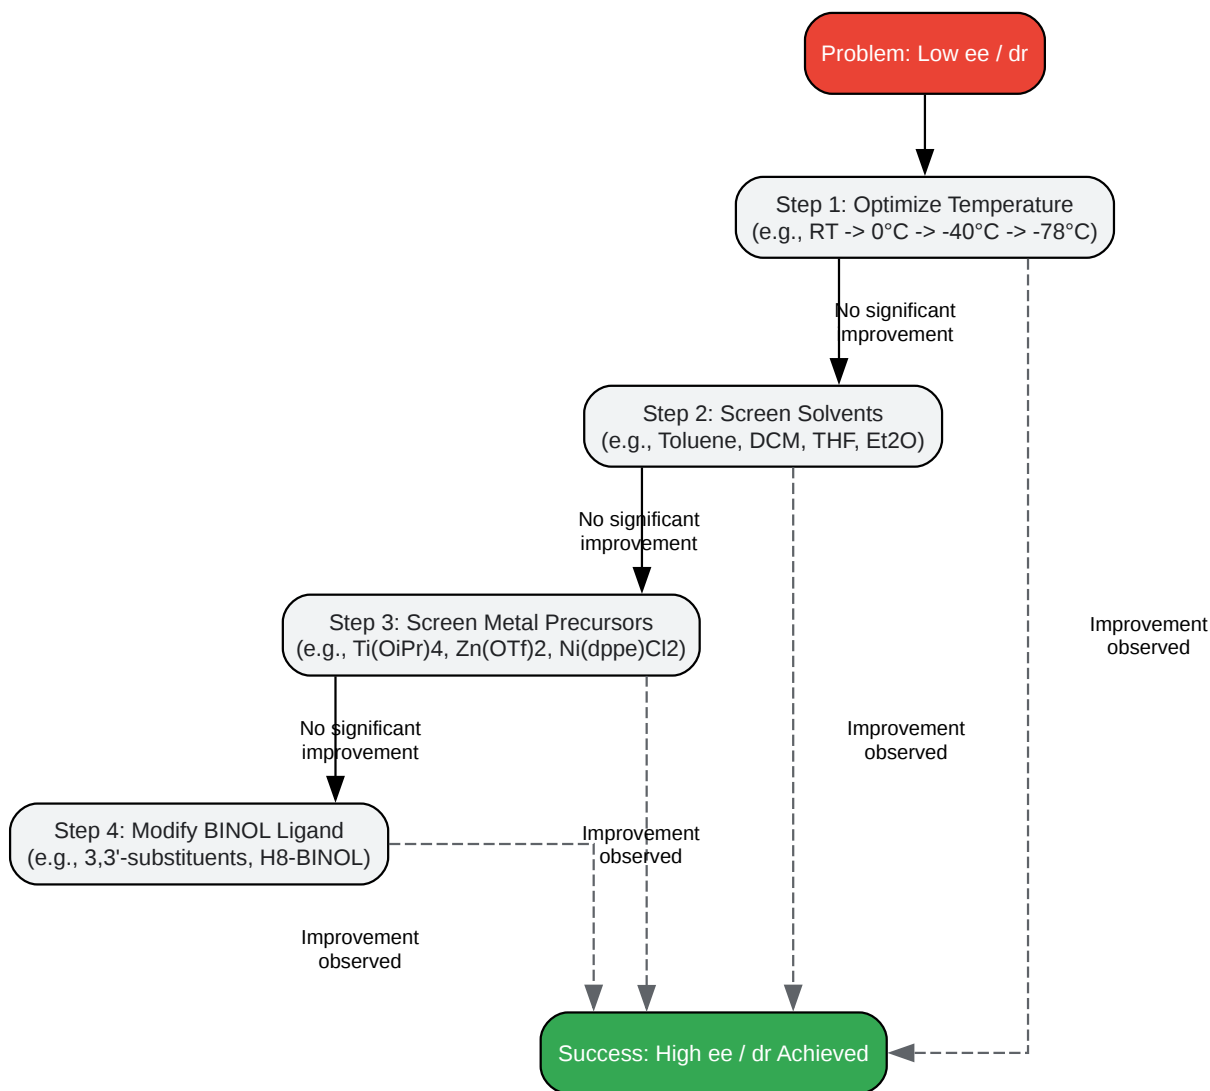 Problem: Low ee / dr
Step 1: Optimize Temperature
(e.g., RT -> 0°C -> -40°C -> -78°C)
No significant
improvement
Step 2: Screen Solvents
(e.g., Toluene, DCM, THF, Et2O)
No significant
improvement
Step 3: Screen Metal Precursors
(e.g., Ti(OiPr)4, Zn(OTf)2, Ni(dppe)Cl2)
Improvement
observed
No significant
improvement
Improvement
observed
Step 4: Modify BINOL Ligand
(e.g., 3,3'-substituents, H8-BINOL)
Improvement
observed
Improvement
observed
Success: High ee / dr Achieved